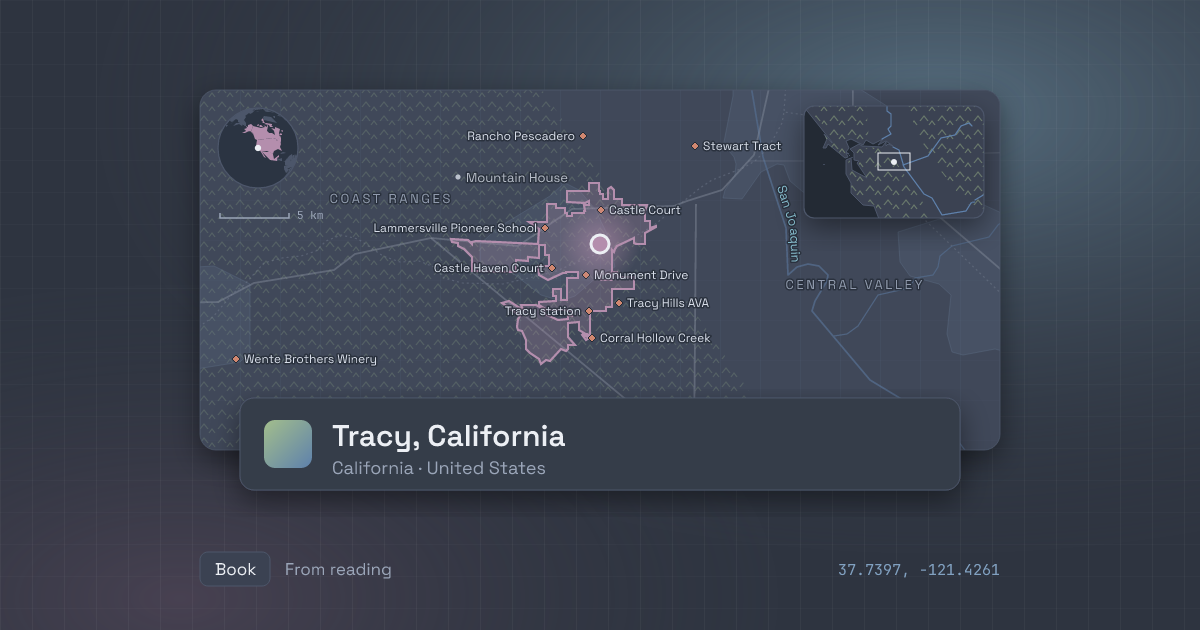 Rancho Pescadero
Stewart Tract
Mountain House
COAST RANGES
5 km
Castle Court
San Joaquin
Lammersville Pioneer School
Castle Haven Court
Monument Drive
CENTRAL VALLEY
Tracy Hills AVA
Tracy station
Corral Hollow Creek
Wente Brothers Winery
Tracy, California
California · United States
Book
From reading
37.7397, -121.4261